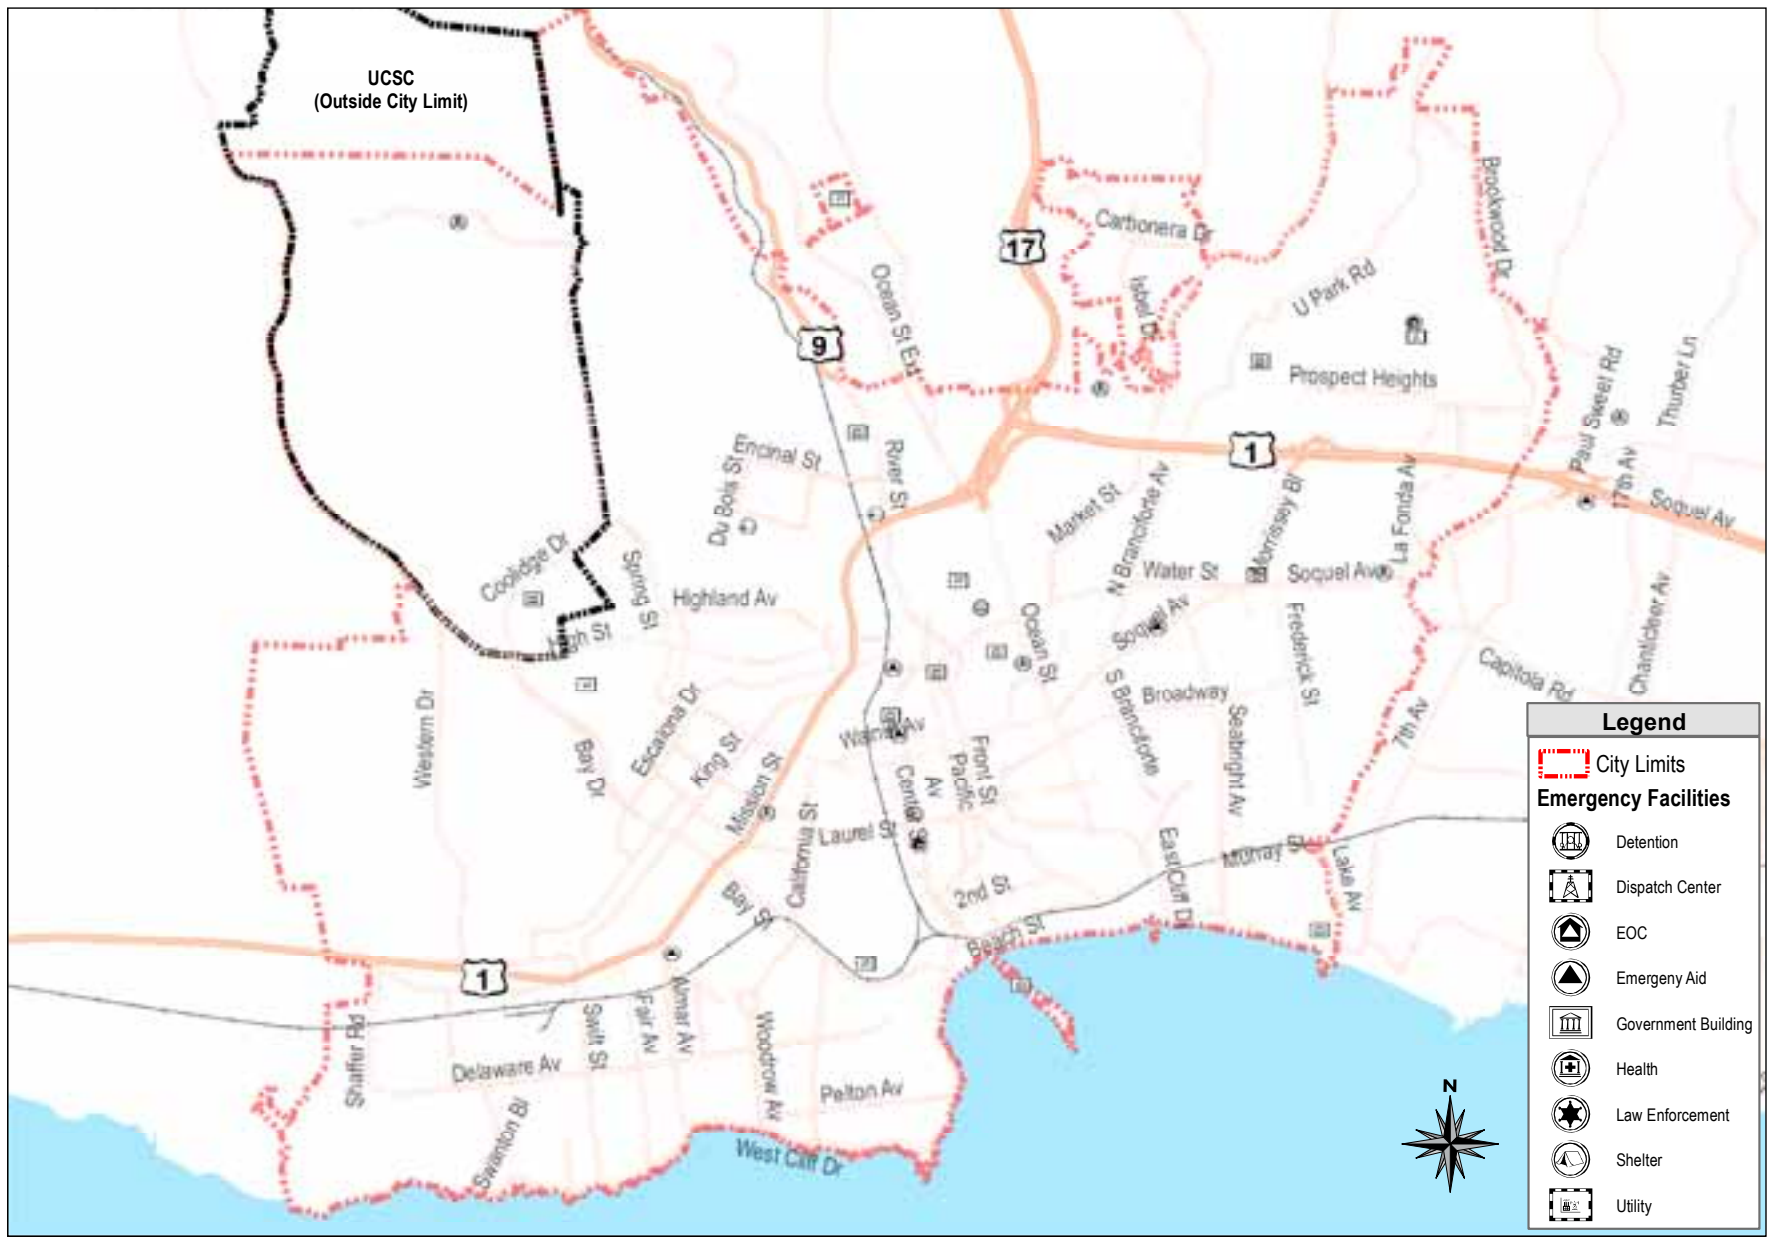 UCSC
(Outside City Limit)
Brookwood Dr
Carbonera Dr
17
Isbel Dr
U Park Rd
Ocean St Ext
9
Prospect Heights
Paul Sweet Rd
Thurber Ln
1
Encinal St
River St
Du Bois St
Market St
N Branciforte Av
Morrissey Bl
La Fonda Av
17th Av
Soquel Av
Coolidge Dr
Spring St
Highland Av
Water St
Soquel Av
High St
Ocean St
Soquel Av
Frederick St
Chanticleer Av
Capitola Rd
Western Dr
Escalona Dr
Bay Dr
King St
Mission St
Walnut Av
S Branciforte
Broadway
Seabright Av
7th Av
Center St
Pacific Av
Front St
Laurel St
California St
Bay St
2nd St
Beach St
East Cliff Dr
Murray
Lake Av
1
Shaffer Rd
Swift St
Fair Av
Almar Av
Woodrow Av
Delaware Av
Pelton Av
Swanton Bl
West Cliff Dr
N
Legend
City Limits
Emergency Facilities
Detention
Dispatch Center
EOC
Emergeny Aid
Government Building
Health
Law Enforcement
Shelter
Utility